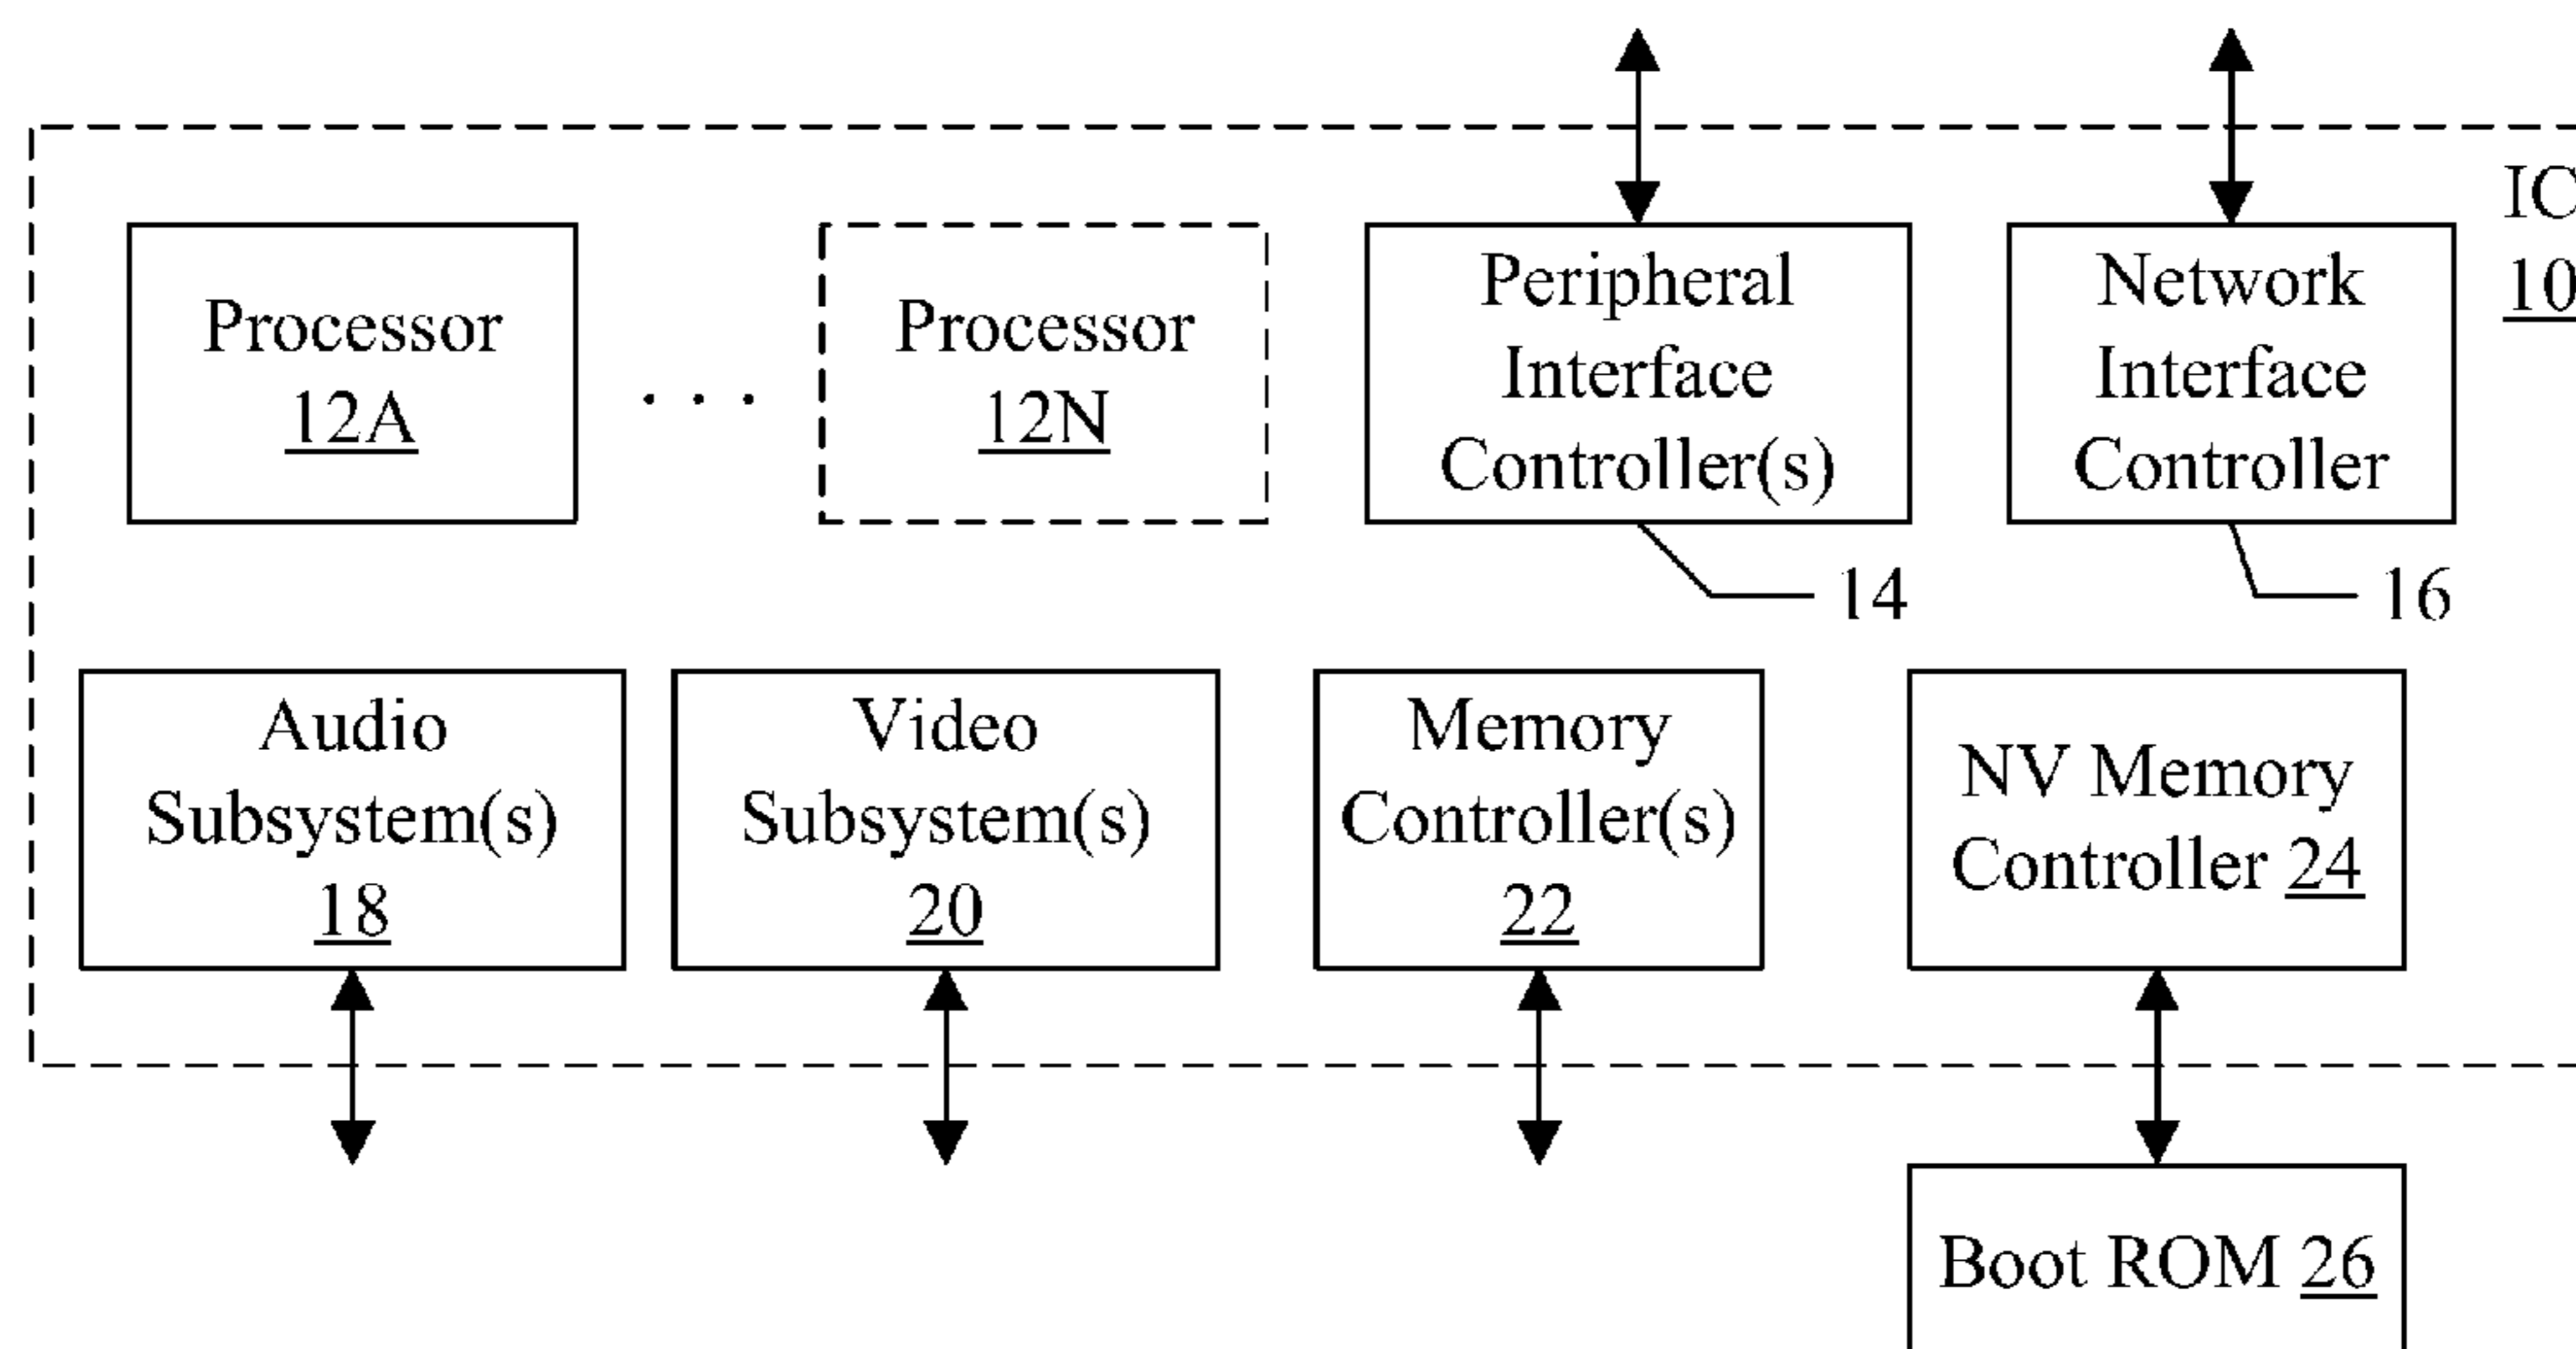 IC
10
Processor
12A
. . .
Processor
12N
Peripheral
Interface
Controller(s)
14
Network
Interface
Controller
16
Audio
Subsystem(s)
18
Video
Subsystem(s)
20
Memory
Controller(s)
22
NV Memory
Controller 24
Boot ROM 26